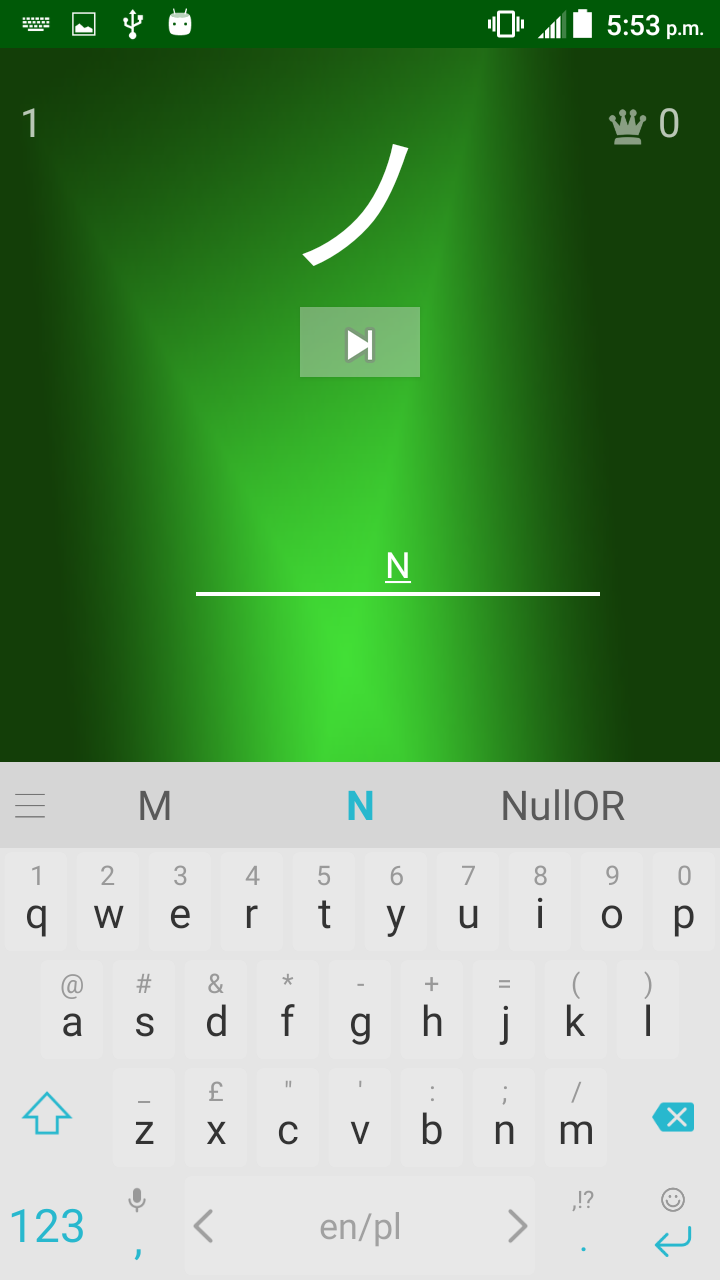 5:53 p.m.
1
0
ノ
N
M N NullOR
1 2 3 4 5 6 7 8 9 0
q w e r t y u i o p
@ # & * - + = ( )
a s d f g h j k l
_ £ " ' : ; /
z x c v b n m
123 , en/pl ,!? .